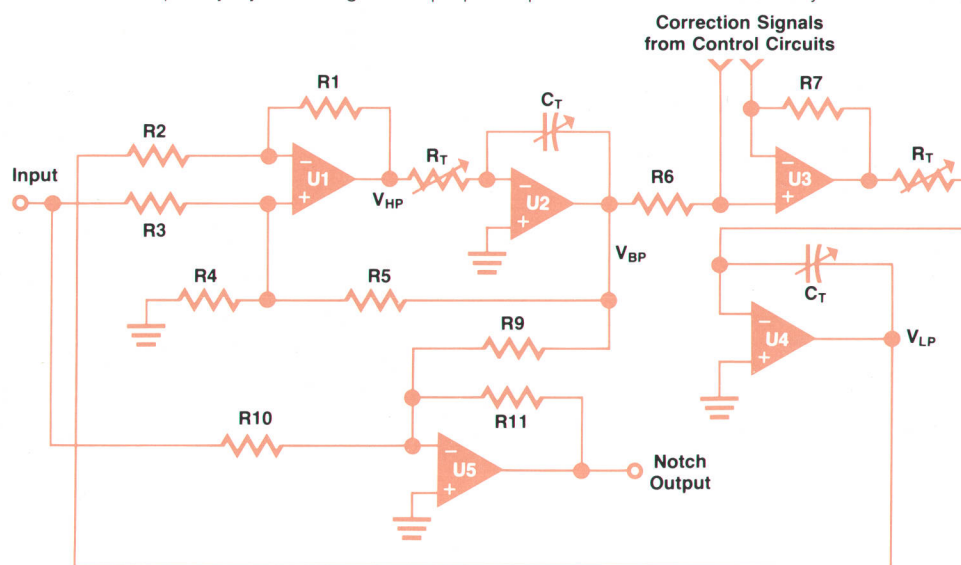 Correction Signals
from Control Circuits
R1
R7
CT
R2
RT
RT
Input
−
+
U1
−
+
U3
R6
−
+
U2
VHP
R3
VBP
R4
R5
CT
R9
−
+
U4
VLP
R10
R11
−
+
U5
Notch
Output